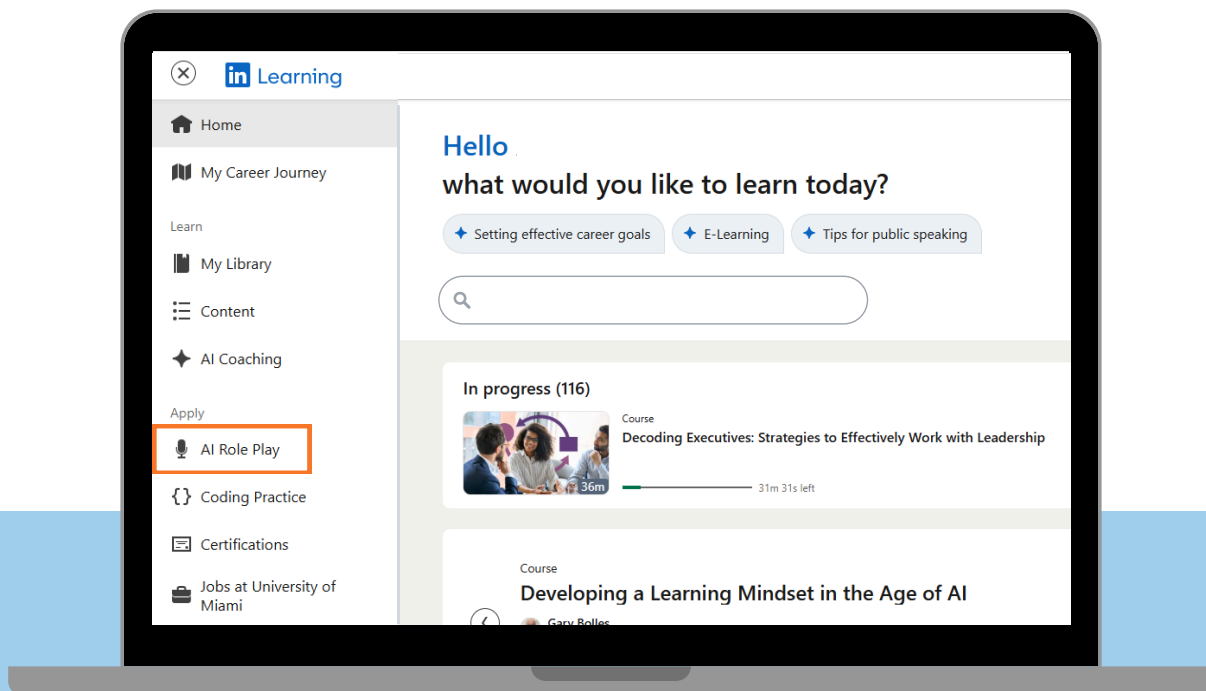 in Learning
Home
My Career Journey
Learn
My Library
Content
AI Coaching
Apply
AI Role Play
Coding Practice
Certifications
Jobs at University of
Miami
Hello
what would you like to learn today?
Setting effective career goals
E-Learning
Tips for public speaking
In progress (116)
36m
Course
Decoding Executives: Strategies to Effectively Work with Leadership
31m 31s left
Course
Developing a Learning Mindset in the Age of AI
Gary Bolles